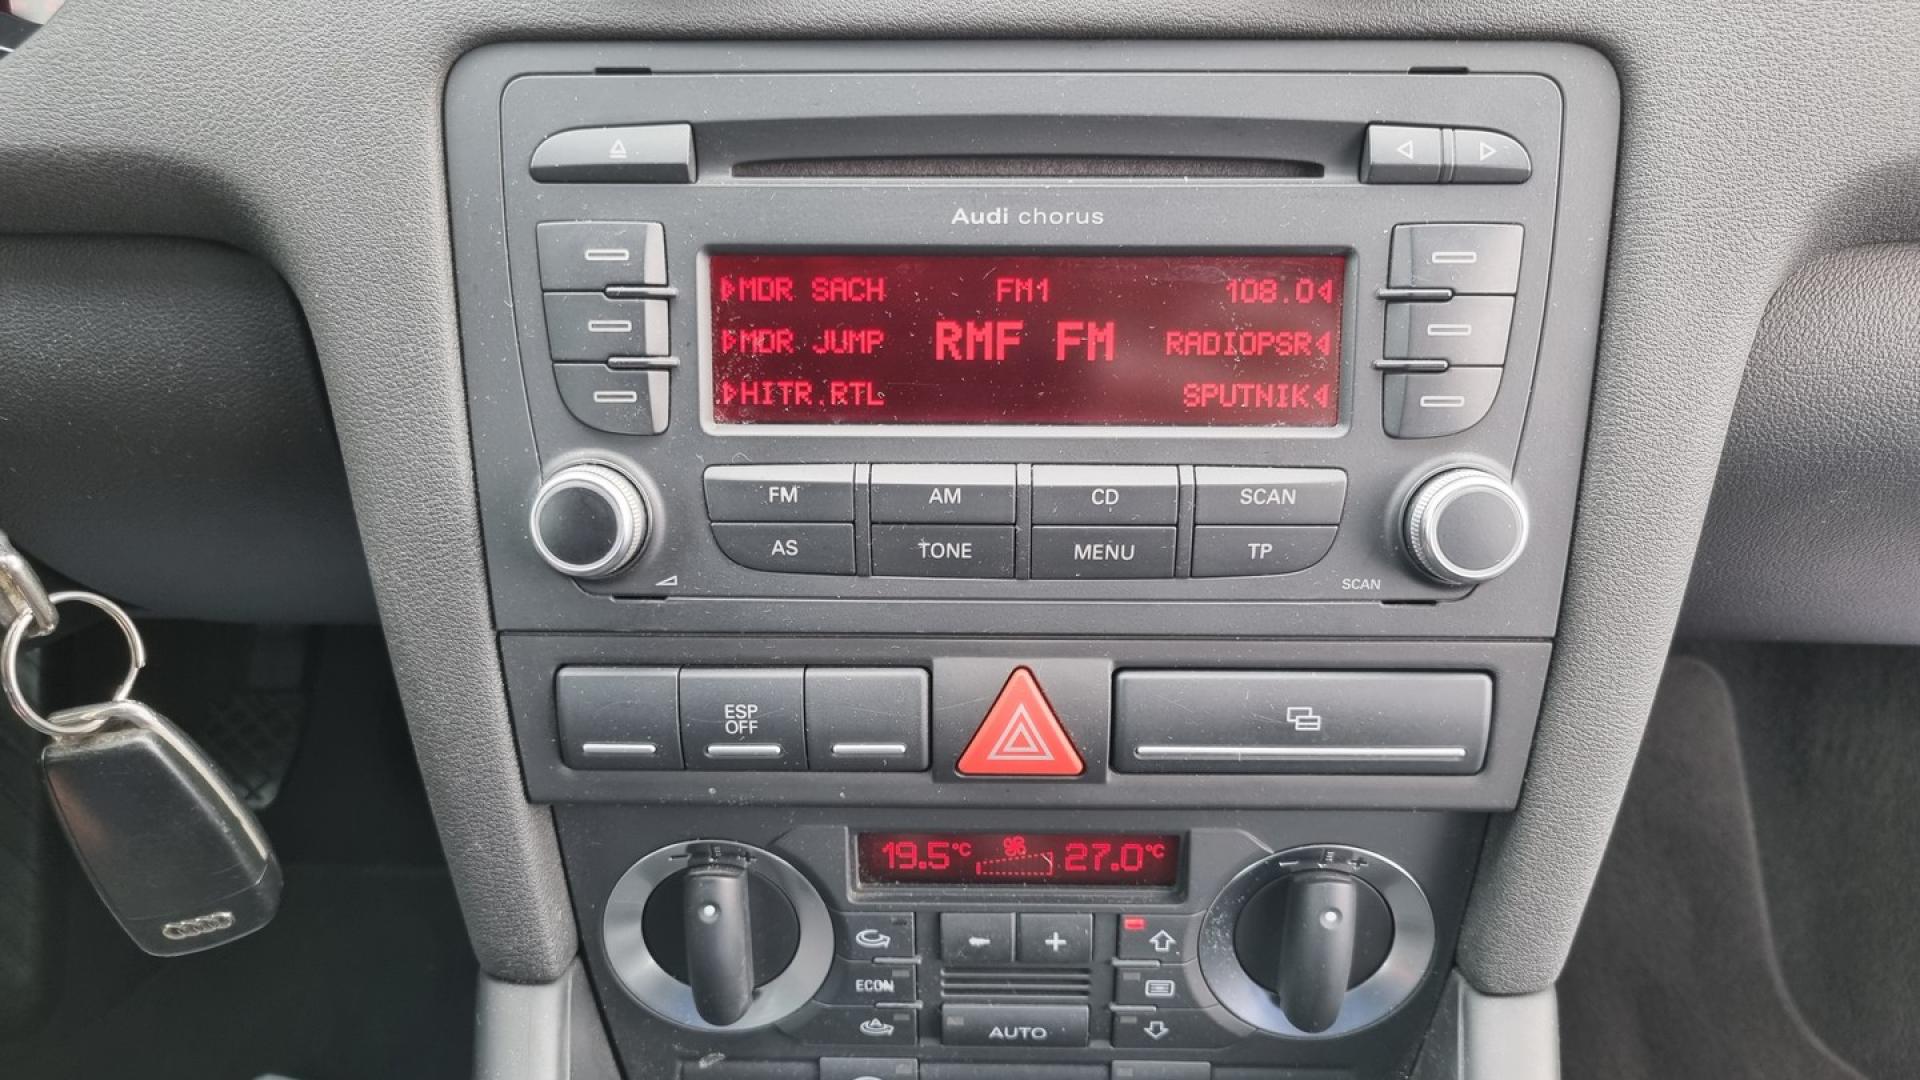 Audi chorus
MDR SACH FM1 108.0
MDR JUMP RMF FM RADIOPSR
HITR.RTL SPUTNIK
FM AM CD SCAN
AS TONE MENU TP
SCAN
ESP
OFF
19.5°C 27.0°C
ECON
AUTO